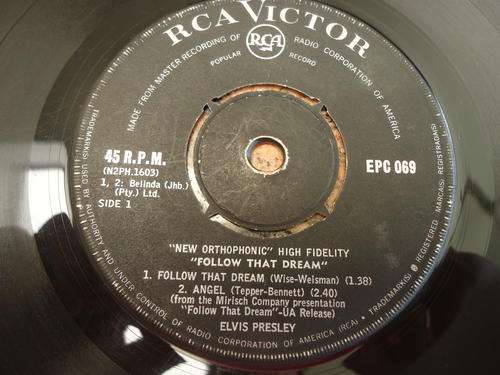 RCA VICTOR
MADE FROM MASTER RECORDING OF RADIO CORPORATION OF AMERICA
RCA
POPULAR RECORD
45 R.P.M.
(N2PH.1603)
1, 2: Belinda (Jhb.)
(Pty.) Ltd.
SIDE 1
EPC 069
"NEW ORTHOPHONIC" HIGH FIDELITY
"FOLLOW THAT DREAM"
1. FOLLOW THAT DREAM (Wise-Weisman) (1.38)
2. ANGEL (Tepper-Bennett) (2.40)
(from the Mirisch Company presentation
"Follow That Dream"-UA Release)
ELVIS PRESLEY
TRADEMARK(S) USED BY AUTHORITY AND UNDER CONTROL OF RADIO CORPORATION OF AMERICA (RCA) • TRADEMARK(S) ® REGISTERED. MARCAS(S) REGISTRADA(S)